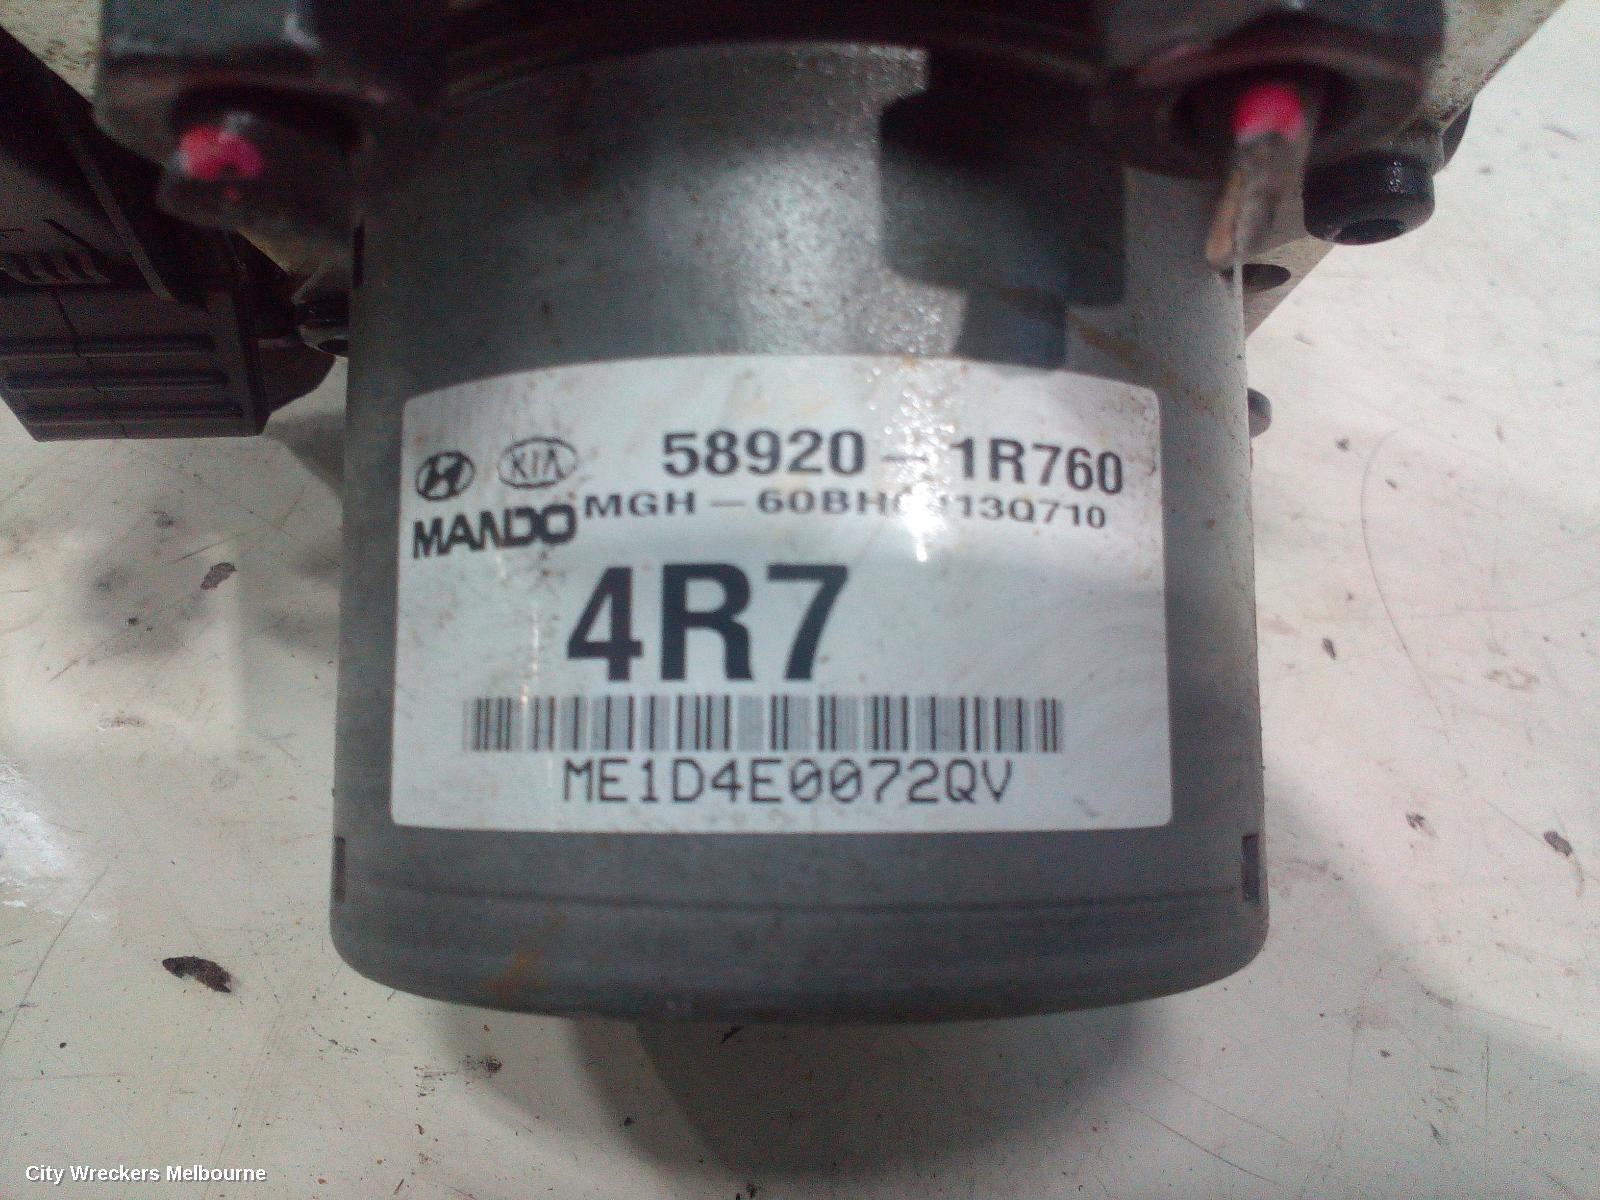 KIA 58920-1R760
MANDO
4R7
ME1D4E0072QV
City Wreckers Melbourne